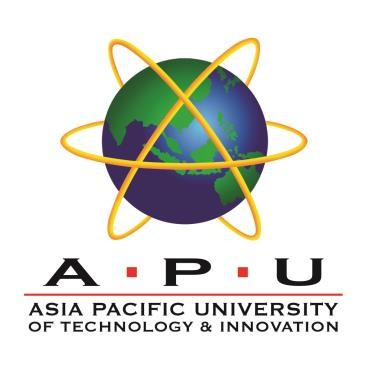 A·P·U
ASIA PACIFIC UNIVERSITY
OF TECHNOLOGY & INNOVATION